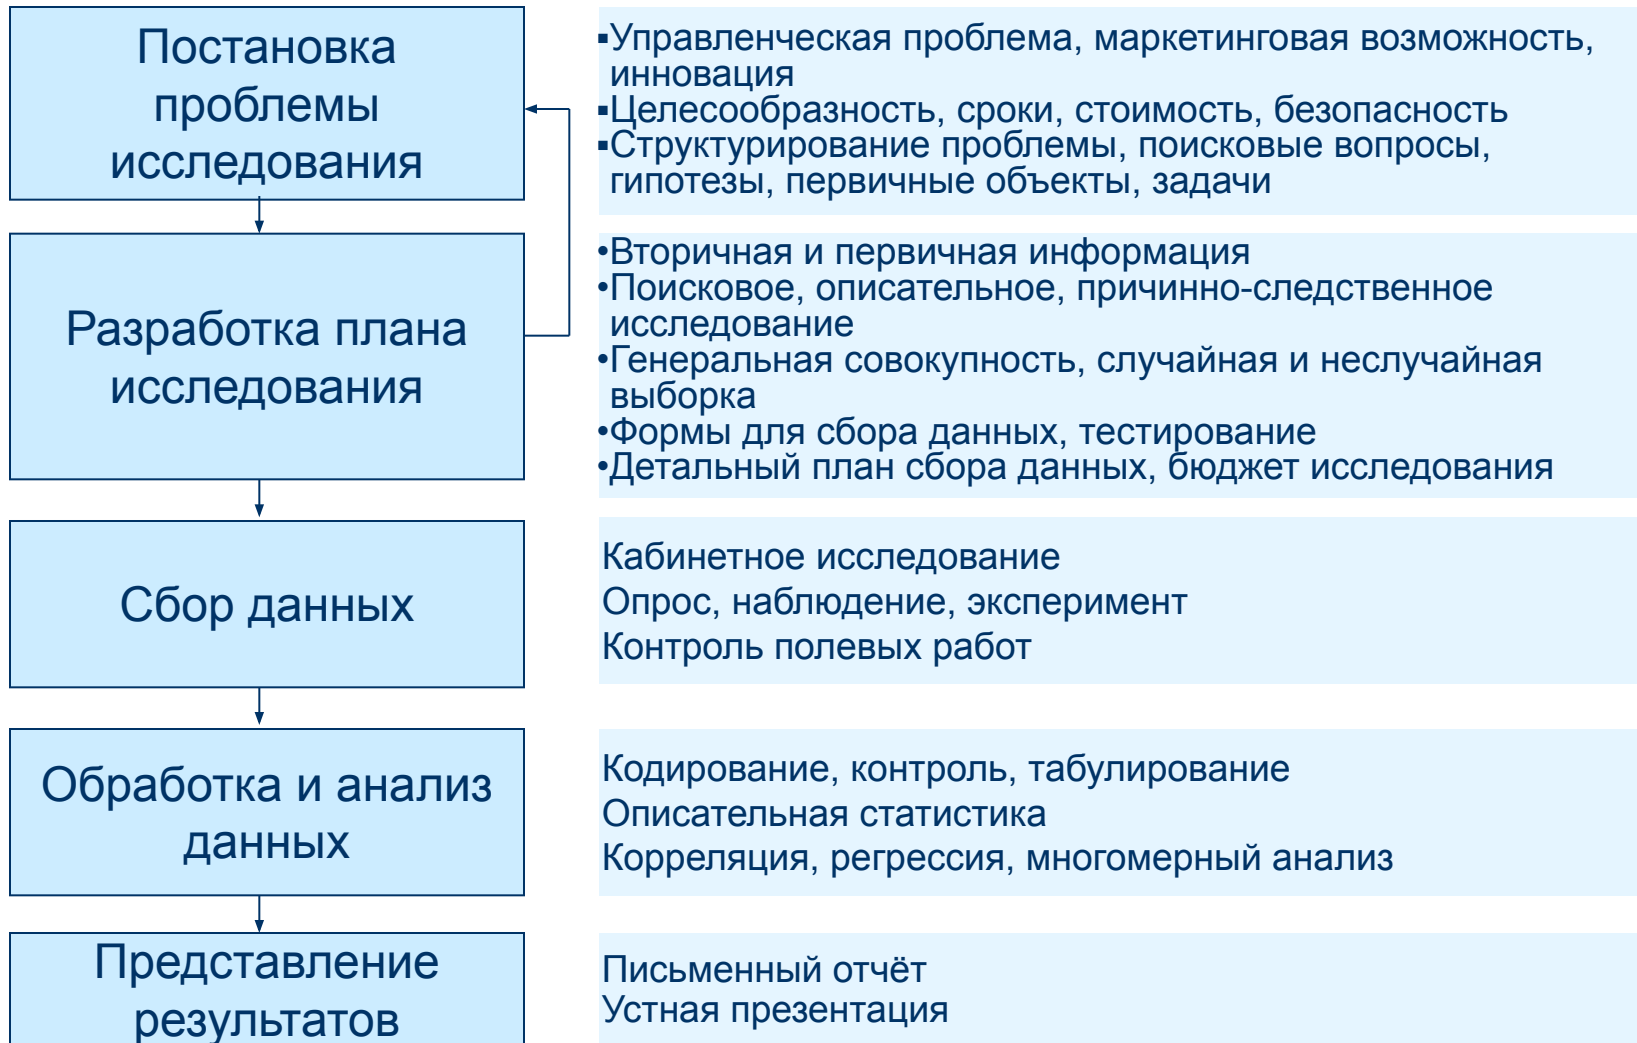 Постановка
проблемы
исследования
▪Управленческая проблема, маркетинговая возможность,
инновация
▪Целесообразность, сроки, стоимость, безопасность
▪Структурирование проблемы, поисковые вопросы,
гипотезы, первичные объекты, задачи
Разработка плана
исследования
•Вторичная и первичная информация
•Поисковое, описательное, причинно-следственное
исследование
•Генеральная совокупность, случайная и неслучайная
выборка
•Формы для сбора данных, тестирование
•Детальный план сбора данных, бюджет исследования
Сбор данных
Кабинетное исследование
Опрос, наблюдение, эксперимент
Контроль полевых работ
Обработка и анализ
данных
Кодирование, контроль, табулирование
Описательная статистика
Корреляция, регрессия, многомерный анализ
Представление
результатов
Письменный отчёт
Устная презентация